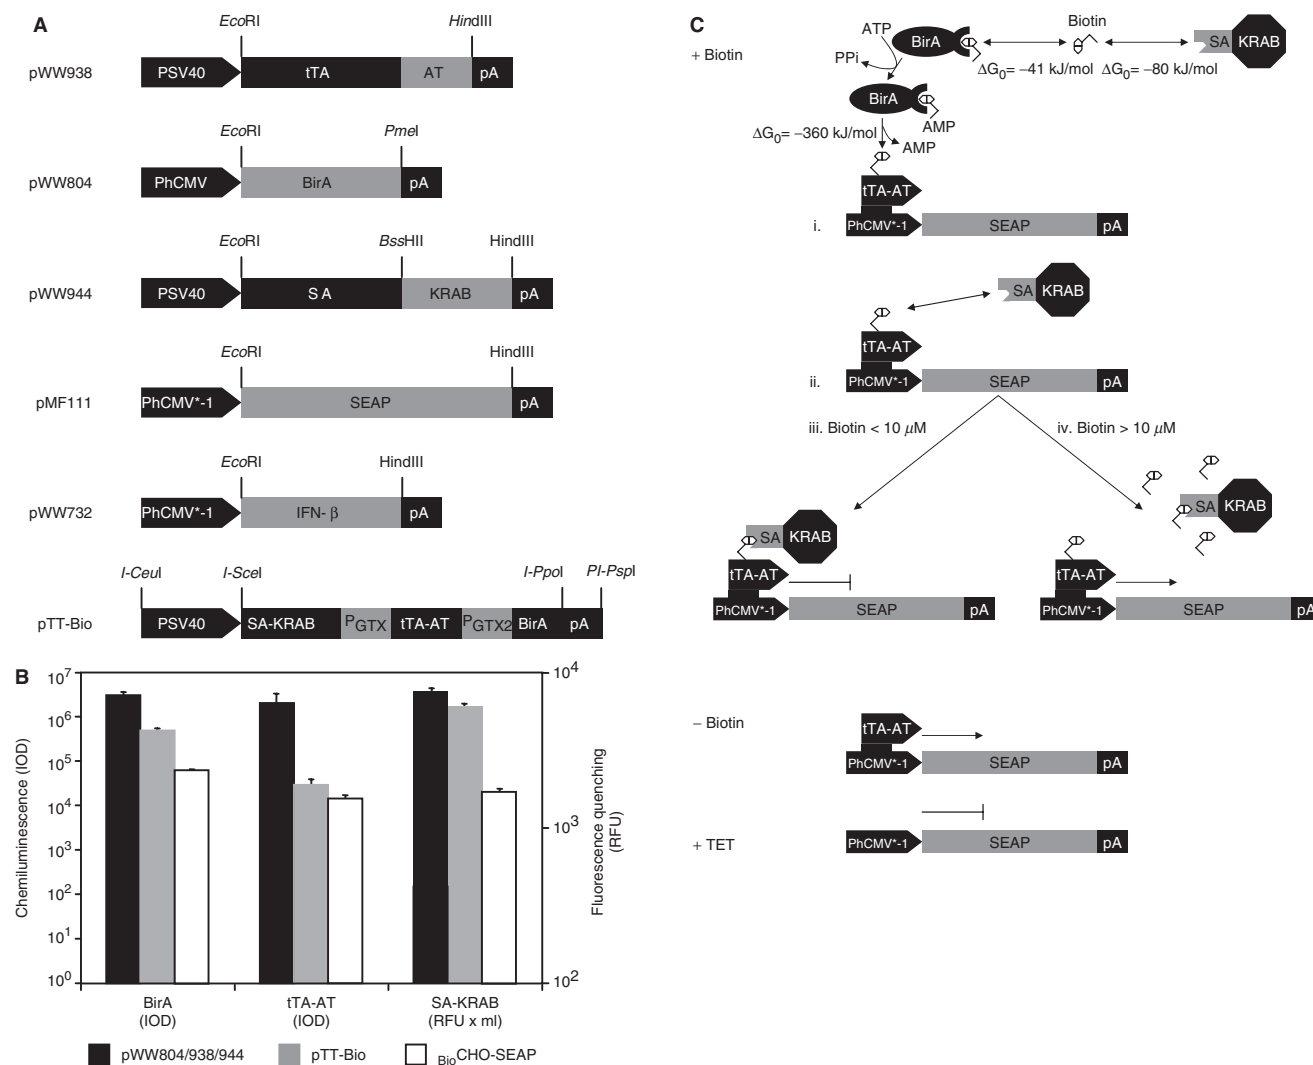 A
EcoRI HindIII
pWW938 PSV40 tTA AT pA
EcoRI PmeI
pWW804 PhCMV BirA pA
EcoRI BssHII HindIII
pWW944 PSV40 SA KRAB pA
EcoRI HindIII
pMF111 PhCMV*-1 SEAP pA
EcoRI HindIII
pWW732 PhCMV*-1 IFN- β pA
I-CeuI I-SceI I-PpoI PI-PspI
pTT-Bio PSV40 SA-KRAB PGTX tTA-AT PGTX2 BirA pA
B
Chemiluminescence (IOD)
10^7
10^6
10^5
10^4
10^3
10^2
10^1
10^0
10^4
10^3
10^2
Fluorescence quenching (RFU)
BirA tTA-AT SA-KRAB
(IOD) (IOD) (RFU x ml)
pWW804/938/944 pTT-Bio BioCHO-SEAP
C
+ Biotin
ATP BirA Biotin SA KRAB
PPi
ΔG0= −41 kJ/mol ΔG0= −80 kJ/mol
BirA
AMP
ΔG0= −360 kJ/mol AMP
tTA-AT
i. PhCMV*-1 SEAP pA
SA KRAB
tTA-AT
ii. PhCMV*-1 SEAP pA
iii. Biotin < 10 μM iv. Biotin > 10 μM
SA KRAB SA KRAB
tTA-AT tTA-AT
PhCMV*-1 SEAP pA PhCMV*-1 SEAP pA
− Biotin
tTA-AT
PhCMV*-1 SEAP pA
+ TET
PhCMV*-1 SEAP pA